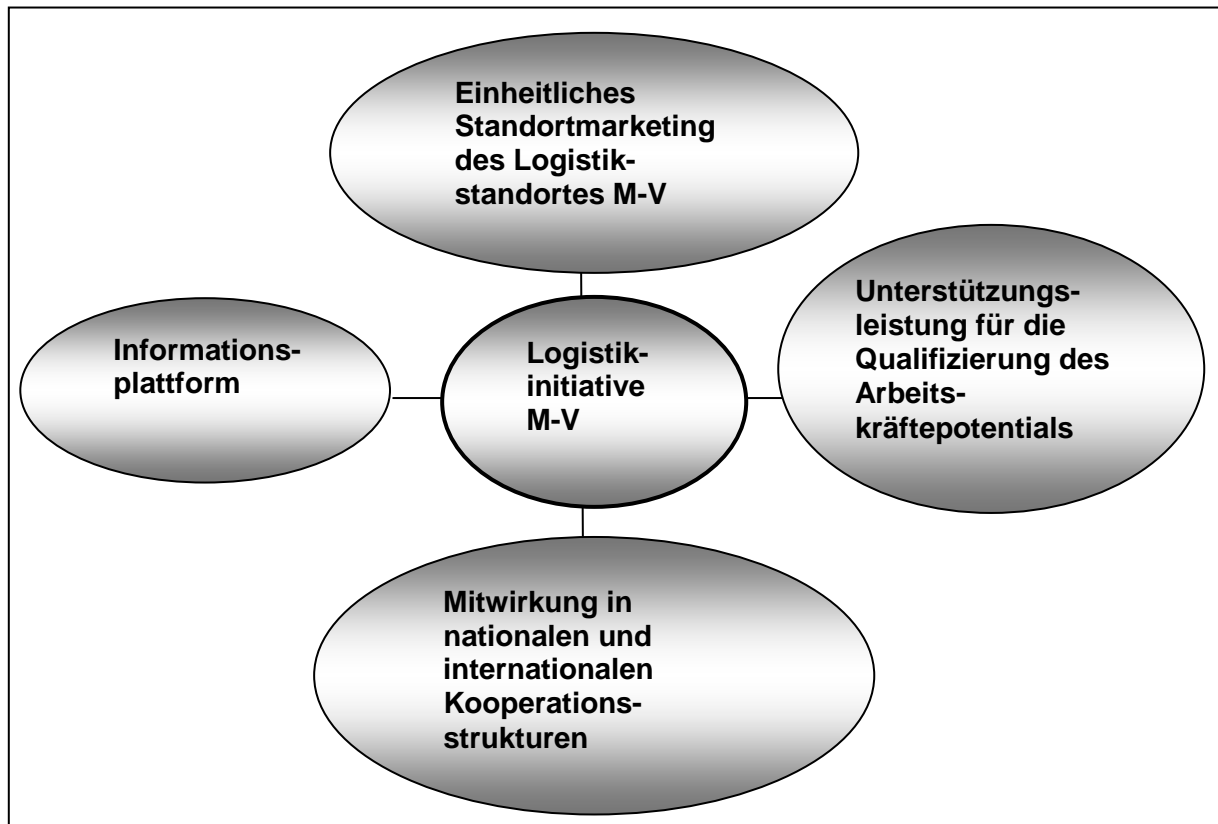 Einheitliches
Standortmarketing
des Logistik-
standortes M-V
Informations-
plattform
Logistik-
initiative
M-V
Unterstützungs-
leistung für die
Qualifizierung des
Arbeits-
kräftepotentials
Mitwirkung in
nationalen und
internationalen
Kooperations-
strukturen